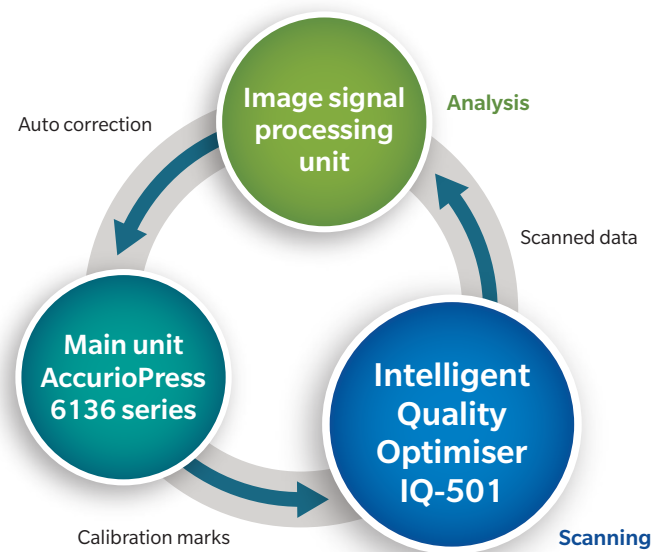 Image signal
processing
unit
Analysis
Auto correction
Scanned data
Main unit
AccurioPress
6136 series
Intelligent
Quality
Optimiser
IQ-501
Calibration marks
Scanning